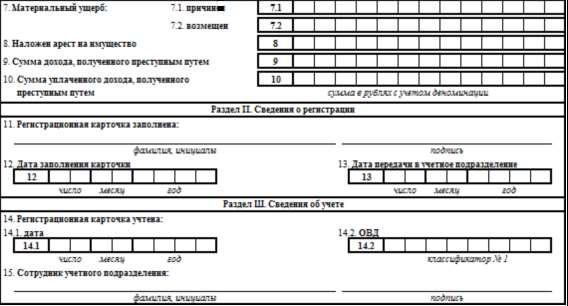 7. Материальный ущерб: 7.1. причинен 7.1
7.2. возмещен 7.2
8. Наложен арест на имущество 8
9. Сумма дохода, полученного преступным путем 9
10. Сумма уплаченного дохода, полученного 10
преступным путем сумма в рублях с учетом деноминации
Раздел II. Сведения о регистрации
11. Регистрационная карточка заполнена:
фамилия, инициалы подпись
12. Дата заполнения карточки 13. Дата передачи в учетное подразделение
12 13
число месяц год число месяц год
Раздел III. Сведения об учете
14. Регистрационная карточка учтена:
14.1. дата 14.2. ОВД
14.1 14.2
число месяц год классификатор № 1
15. Сотрудник учетного подразделения:
фамилия, инициалы подпись